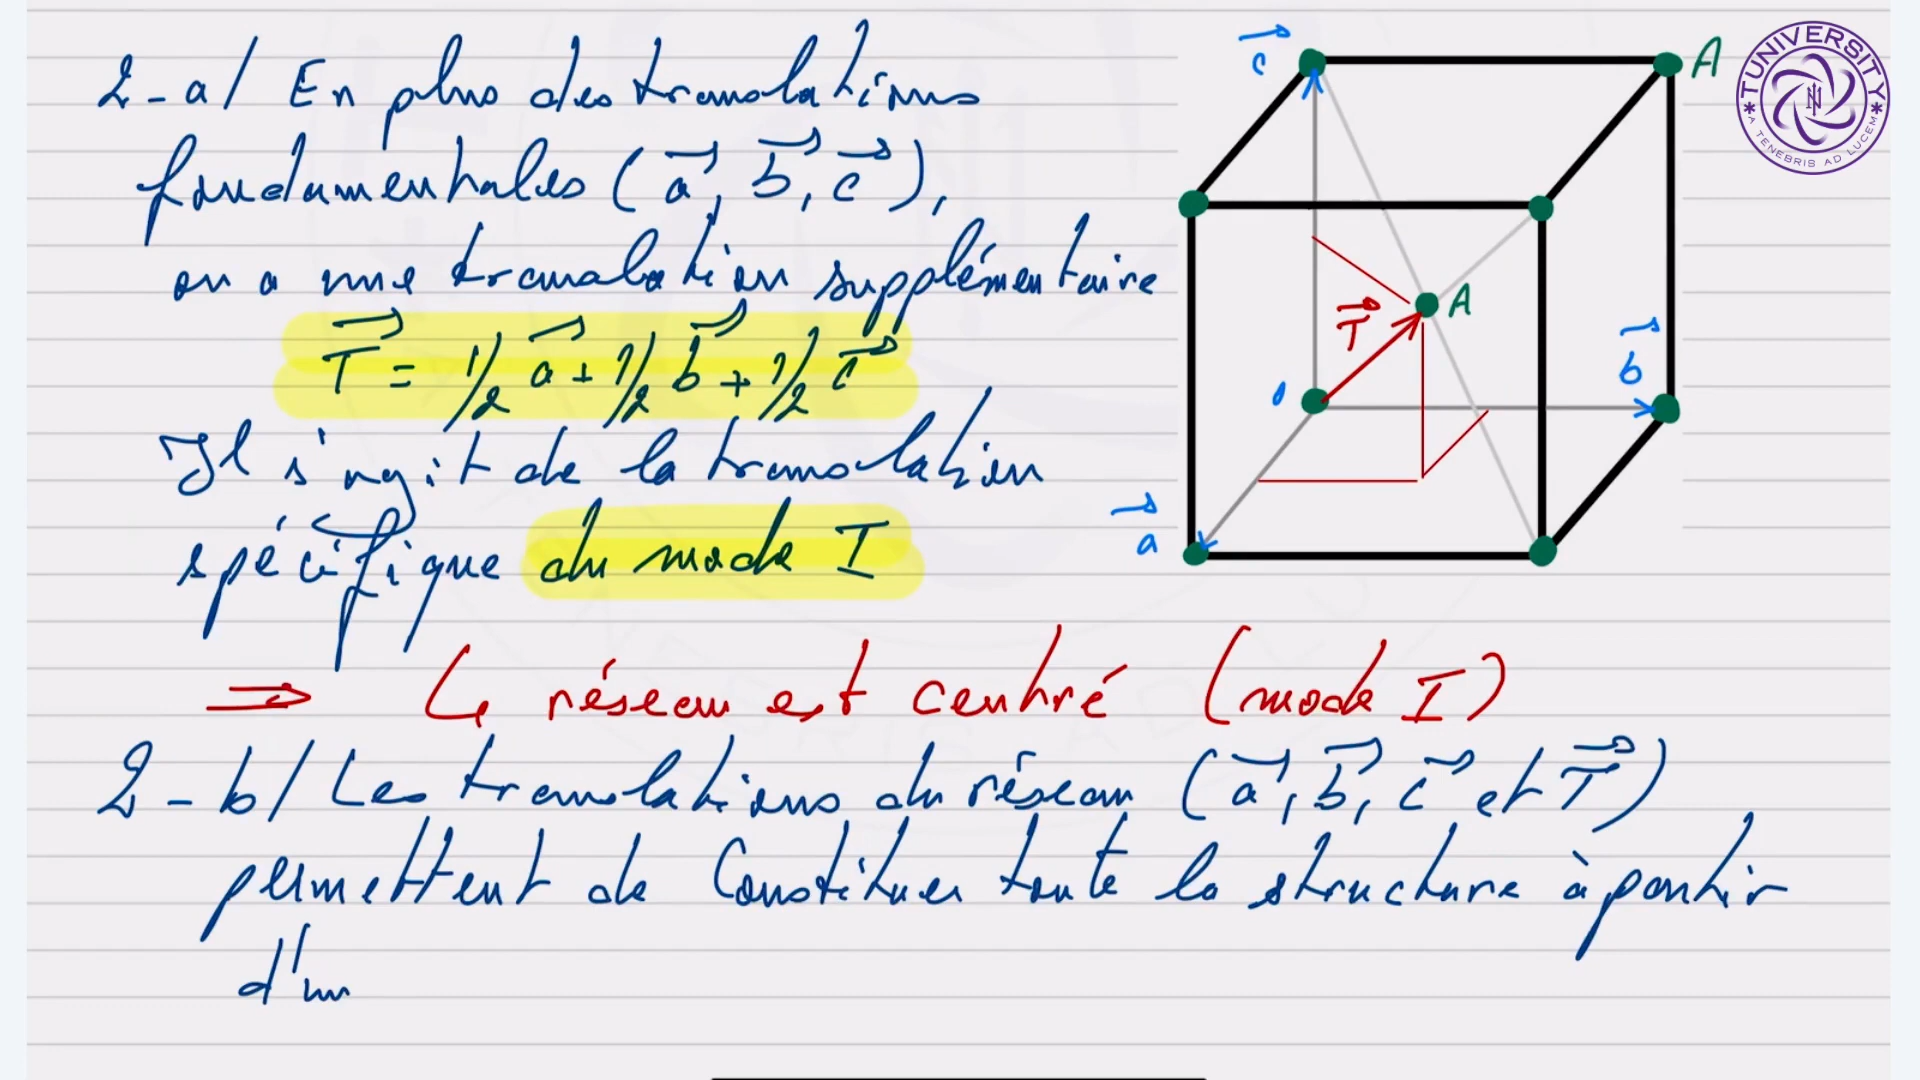 2-a/ En plus des translations
fondamentales (a, b, c),
on a une translation supplémentaire
T = 1/2 a + 1/2 b + 1/2 c
Il s'agit de la translation
spécifique du mode I
⇒ Le réseau est centré (mode I)
2-b/ Les translations du réseau (a, b, c et T)
permettent de Constituer toute la structure à partir
d'un
c
A
T
A
b
o
a
TUNIVERSITY
A TENEBRIS AD LUCEM